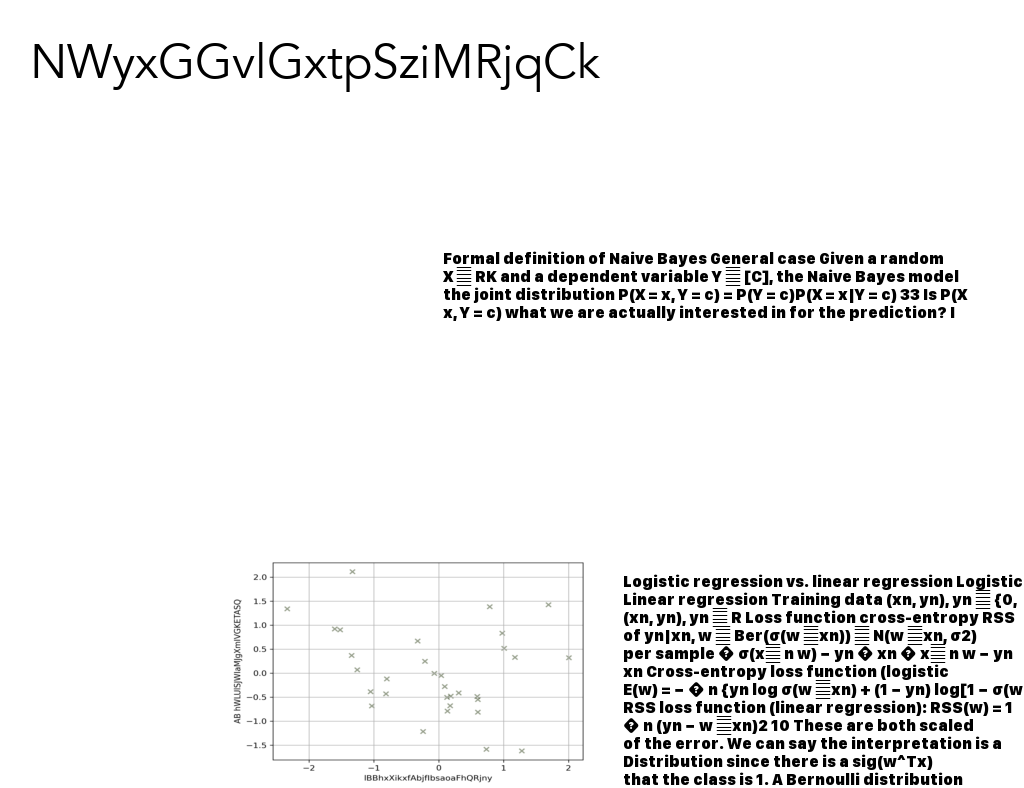 NWyxGGvlGxtpSziMRjqCk
Formal definition of Naive Bayes General case Given a random
X RK and a dependent variable Y [C], the Naive Bayes model
the joint distribution P(X = x, Y = c) = P(Y = c)P(X = x|Y = c) 33 Is P(X
x, Y = c) what we are actually interested in for the prediction? I
2.0
1.5
1.0
0.5
0.0
−0.5
−1.0
−1.5
−2 −1 0 1 2
Logistic regression vs. linear regression Logistic
Linear regression Training data (xn, yn), yn {0,
(xn, yn), yn R Loss function cross-entropy RSS
of yn|xn, w Ber(σ(w xn)) N(w xn, σ2)
per sample � σ(x n w) − yn � xn � x n w − yn
xn Cross-entropy loss function (logistic
E(w) = − � n {yn log σ(w xn) + (1 − yn) log[1 − σ(w
RSS loss function (linear regression): RSS(w) = 1
� n (yn − w xn)2 10 These are both scaled
of the error. We can say the interpretation is a
Distribution since there is a sig(w^Tx)
that the class is 1. A Bernoulli distribution